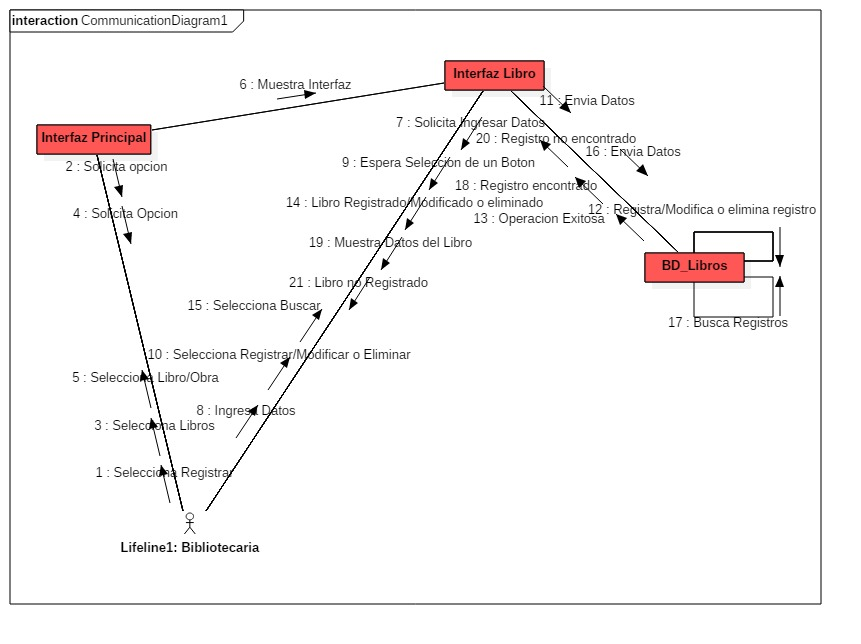 interaction CommunicationDiagram1
Interfaz Libro
6 : Muestra Interfaz
11 : Envia Datos
7 : Solicita Ingresar Datos
Interfaz Principal
20 : Registro no encontrado
16 : Envia Datos
9 : Espera Seleccion de un Boton
2 : Solicita opcion
18 : Registro encontrado
14 : Libro Registrado/Modificado o eliminado
12 : Registra/Modifica o elimina registro
4 : Solicita Opcion
13 : Operacion Exitosa
19 : Muestra Datos del Libro
BD_Libros
21 : Libro no Registrado
15 : Selecciona Buscar
17 : Busca Registros
10 : Selecciona Registrar/Modificar o Eliminar
5 : Selecciona Libro/Obra
8 : Ingresa Datos
3 : Selecciona Libros
1 : Selecciona Registrar
Lifeline1: Bibliotecaria